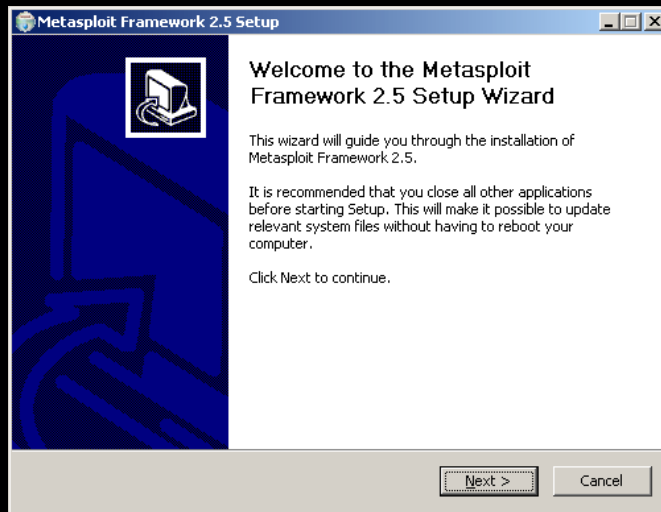 Metasploit Framework 2.5 Setup
Welcome to the Metasploit
Framework 2.5 Setup Wizard
This wizard will guide you through the installation of
Metasploit Framework 2.5.
It is recommended that you close all other applications
before starting Setup. This will make it possible to update
relevant system files without having to reboot your
computer.
Click Next to continue.
Next >
Cancel